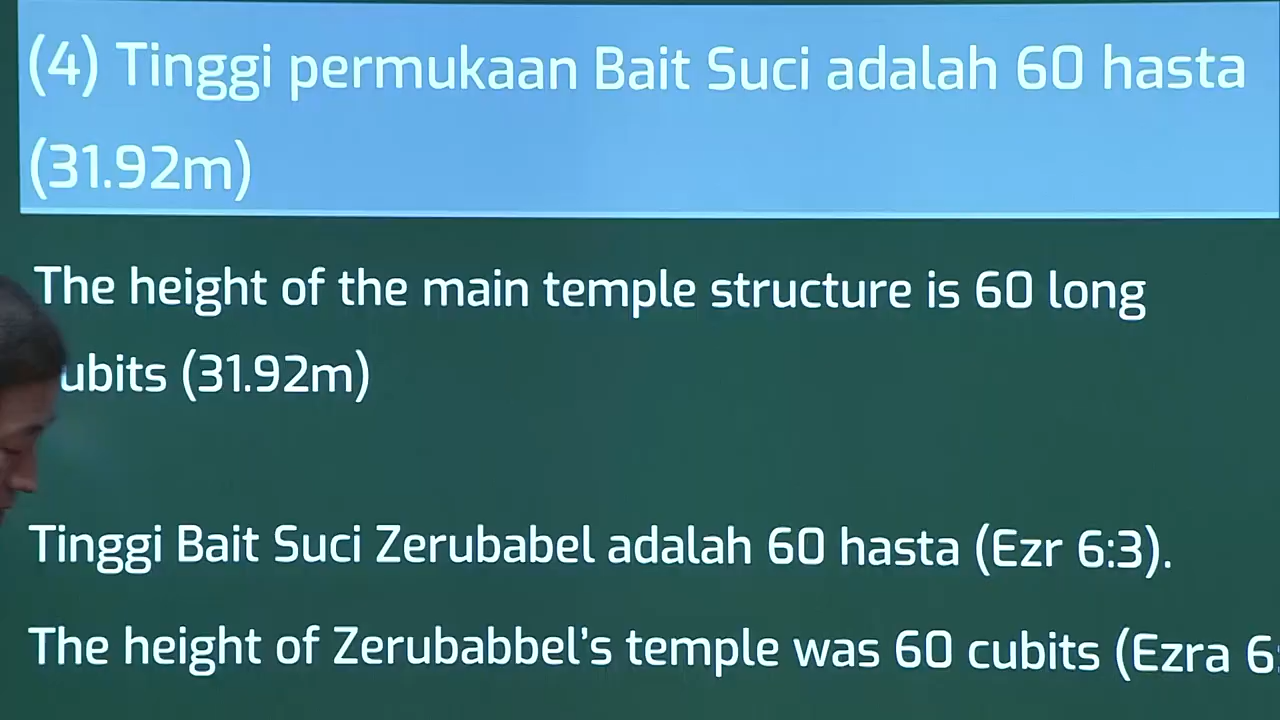 (4) Tinggi permukaan Bait Suci adalah 60 hasta
(31.92m)
The height of the main temple structure is 60 long
ubits (31.92m)
Tinggi Bait Suci Zerubabel adalah 60 hasta (Ezr 6:3).
The height of Zerubabbel's temple was 60 cubits (Ezra 6: